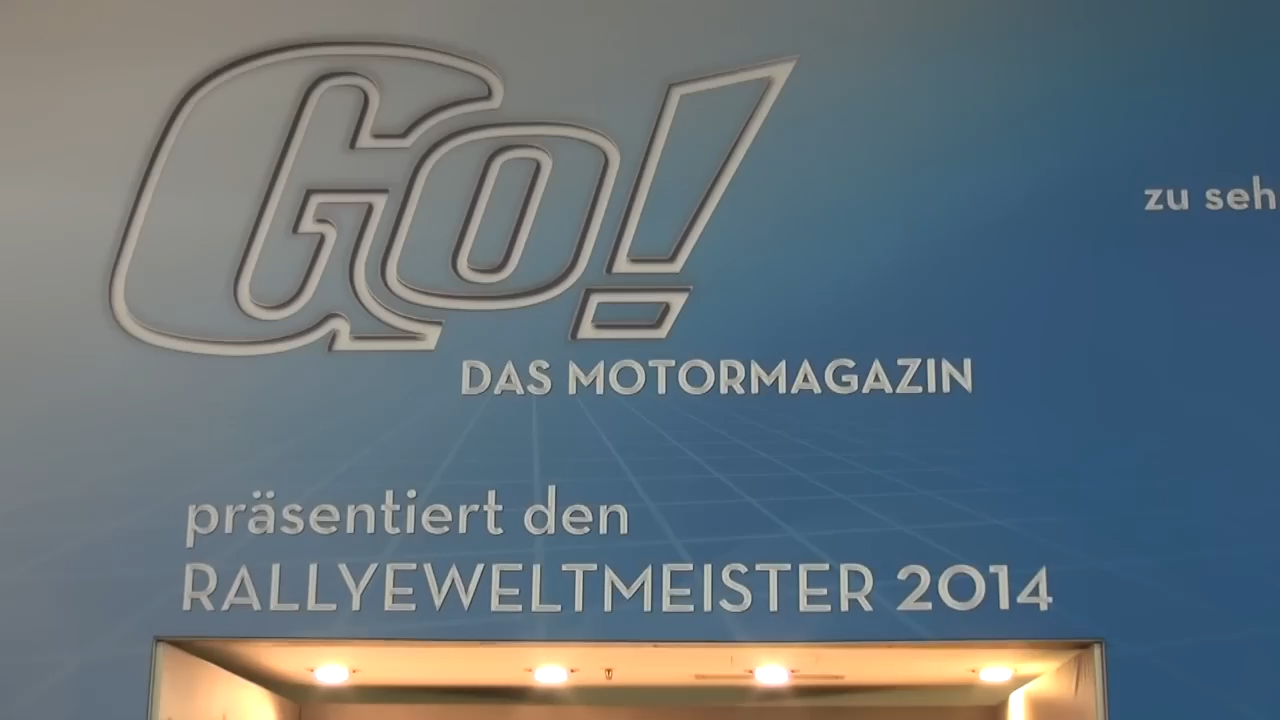 Go!
DAS MOTORMAGAZIN
zu seh
präsentiert den
RALLYEWELTMEISTER 2014